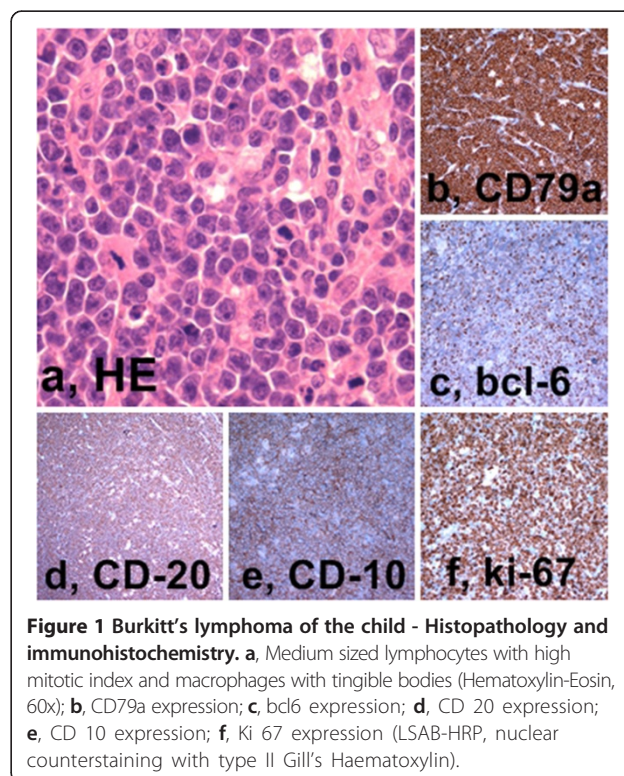 a, HE
b, CD79a
c, bcl-6
d, CD-20
e, CD-10
f, ki-67
Figure 1 Burkitt's lymphoma of the child - Histopathology and
immunohistochemistry. a, Medium sized lymphocytes with high
mitotic index and macrophages with tingible bodies (Hematoxylin-Eosin,
60x); b, CD79a expression; c, bcl6 expression; d, CD 20 expression;
e, CD 10 expression; f, Ki 67 expression (LSAB-HRP, nuclear
counterstaining with type II Gill's Haematoxylin).